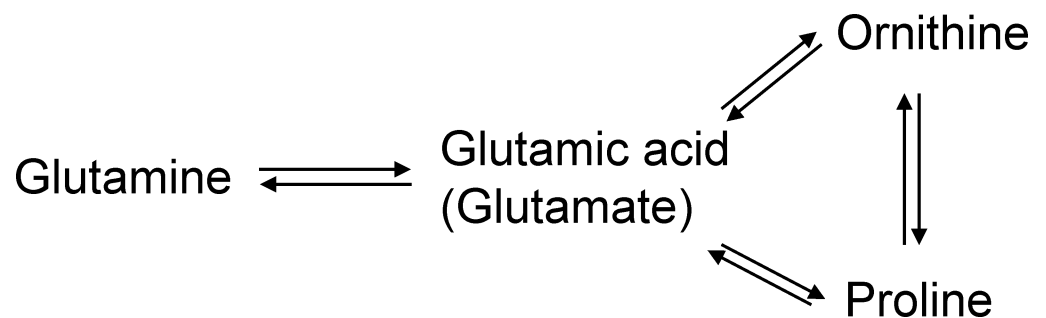 Ornithine
Glutamine
Glutamic acid
(Glutamate)
Proline